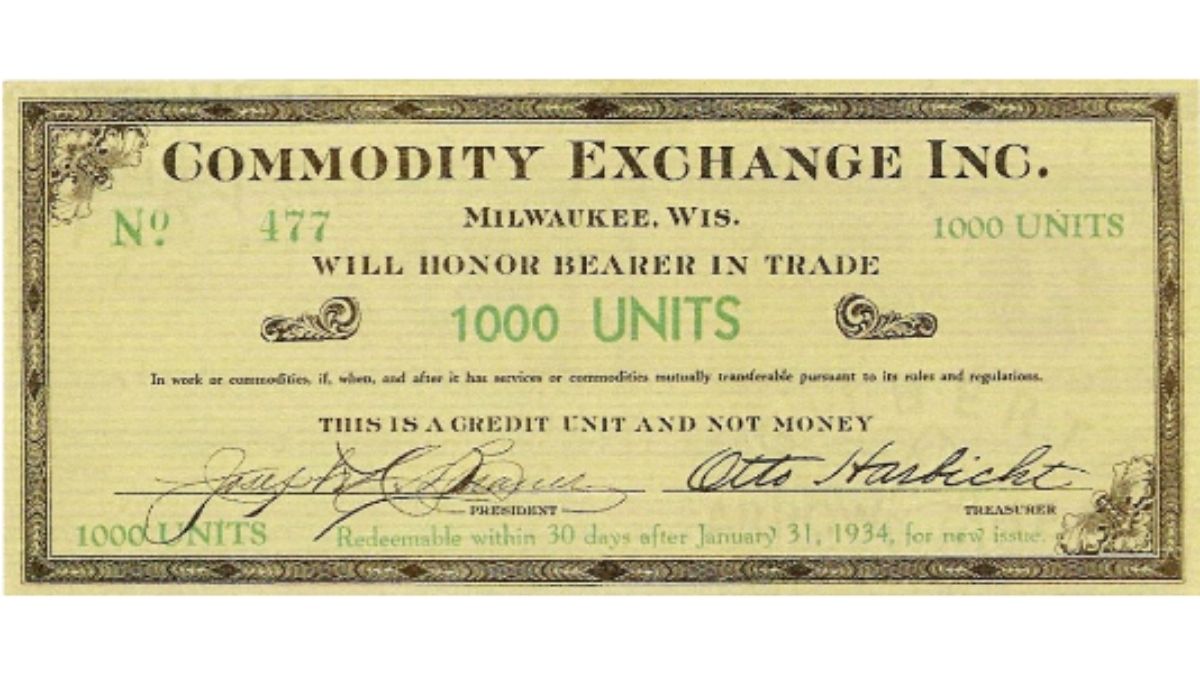 COMMODITY EXCHANGE INC.
Nº 477
MILWAUKEE, WIS.
1000 UNITS
WILL HONOR BEARER IN TRADE
1000 UNITS
In work or commodities, if, when, and after it has services or commodities mutually transferable pursuant to its rules and regulations.
THIS IS A CREDIT UNIT AND NOT MONEY
Otto Harbicht
PRESIDENT
TREASURER
1000 UNITS
Redeemable within 30 days after January 31, 1934, for new issue.